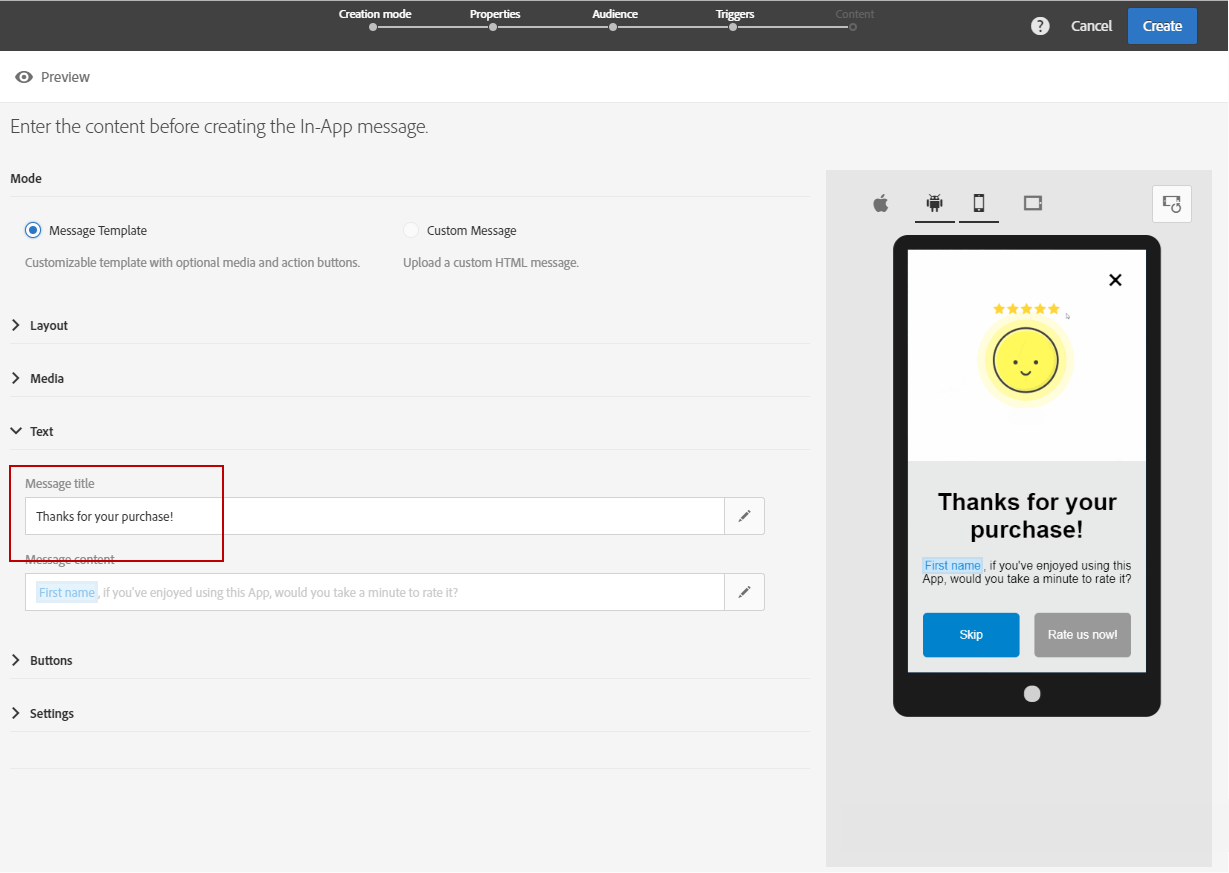 Creation mode
Properties
Audience
Triggers
Content
?
Cancel
Create
Preview
Enter the content before creating the In-App message.
Mode
Message Template
Customizable template with optional media and action buttons.
Custom Message
Upload a custom HTML message.
Layout
Media
Text
Message title
Thanks for your purchase!
Message content
First name, if you've enjoyed using this App, would you take a minute to rate it?
Buttons
Settings
Thanks for your
purchase!
First name, if you've enjoyed using this
App, would you take a minute to rate it?
Skip
Rate us now!